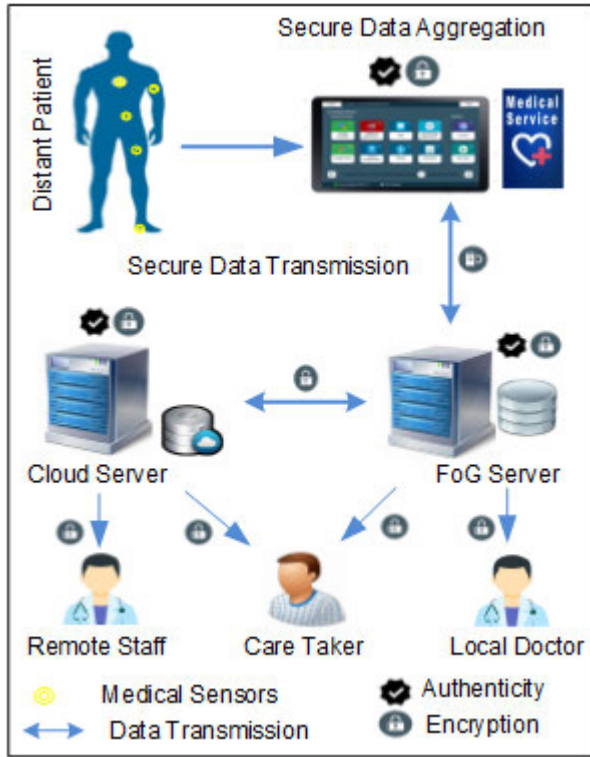 Secure Data Aggregation
Distant Patient
Medical
Service
Secure Data Transmission
Cloud Server
FoG Server
Remote Staff
Care Taker
Local Doctor
Medical Sensors
Authenticity
Data Transmission
Encryption